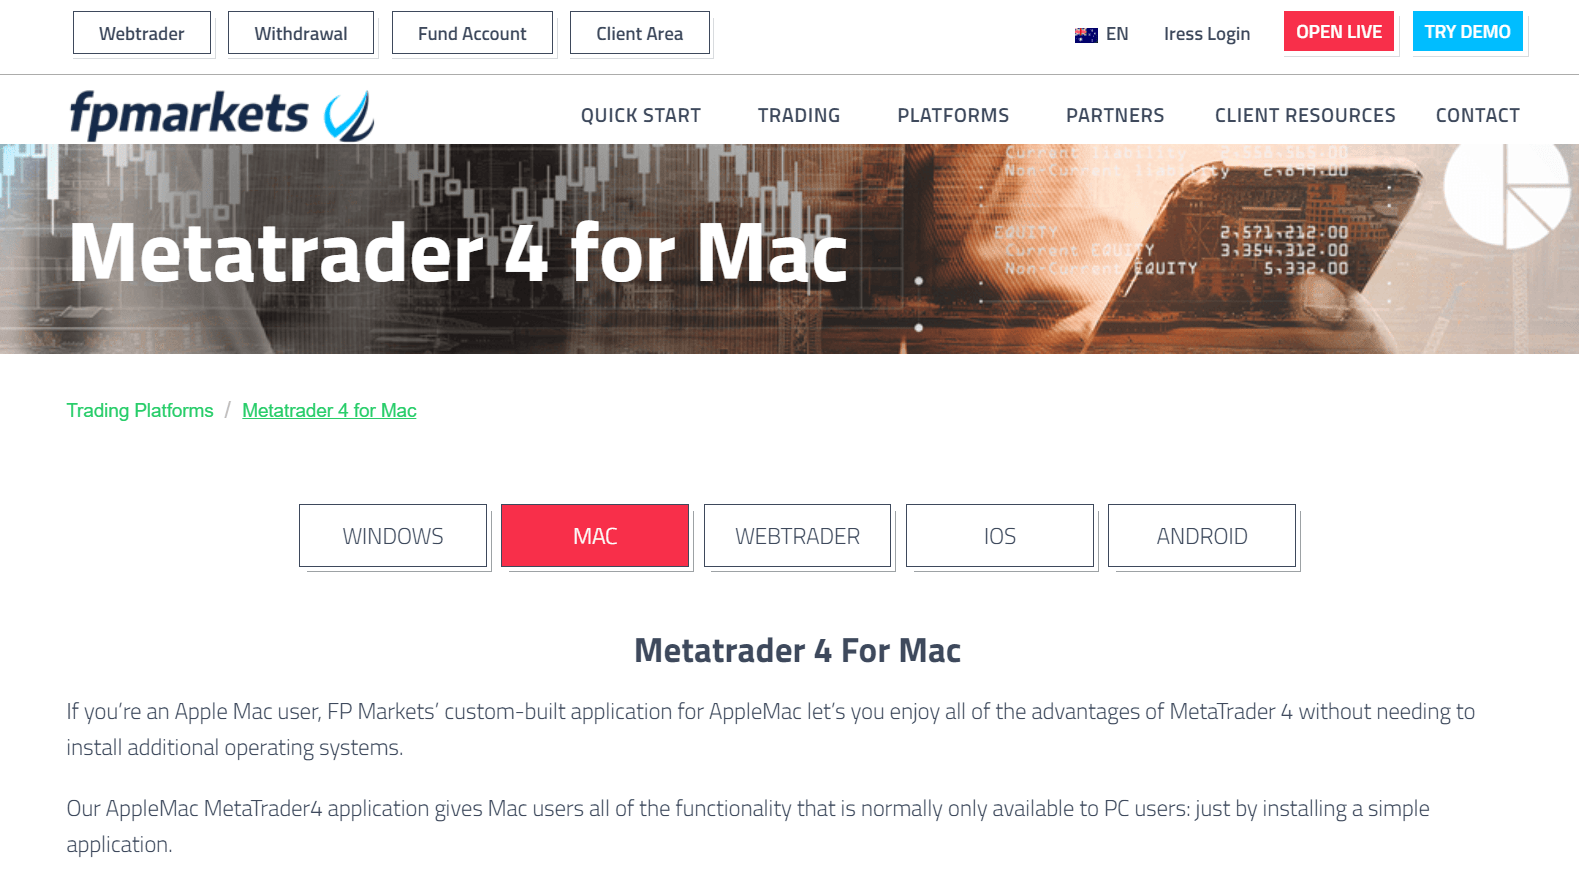 Webtrader Withdrawal Fund Account Client Area EN Iress Login OPEN LIVE TRY DEMO
fpmarkets QUICK START TRADING PLATFORMS PARTNERS CLIENT RESOURCES CONTACT
Current liability 2,558,565.00
Non-Current liability 2,899.00
Metatrader 4 for Mac
EQUITY 2,571,212.00
Current EQUITY 3,354,312.00
Non-Current EQUITY 5,332.00
Trading Platforms / Metatrader 4 for Mac
WINDOWS MAC WEBTRADER IOS ANDROID
Metatrader 4 For Mac
If you’re an Apple Mac user, FP Markets’ custom-built application for AppleMac let’s you enjoy all of the advantages of MetaTrader 4 without needing to
install additional operating systems.
Our AppleMac MetaTrader4 application gives Mac users all of the functionality that is normally only available to PC users: just by installing a simple
application.